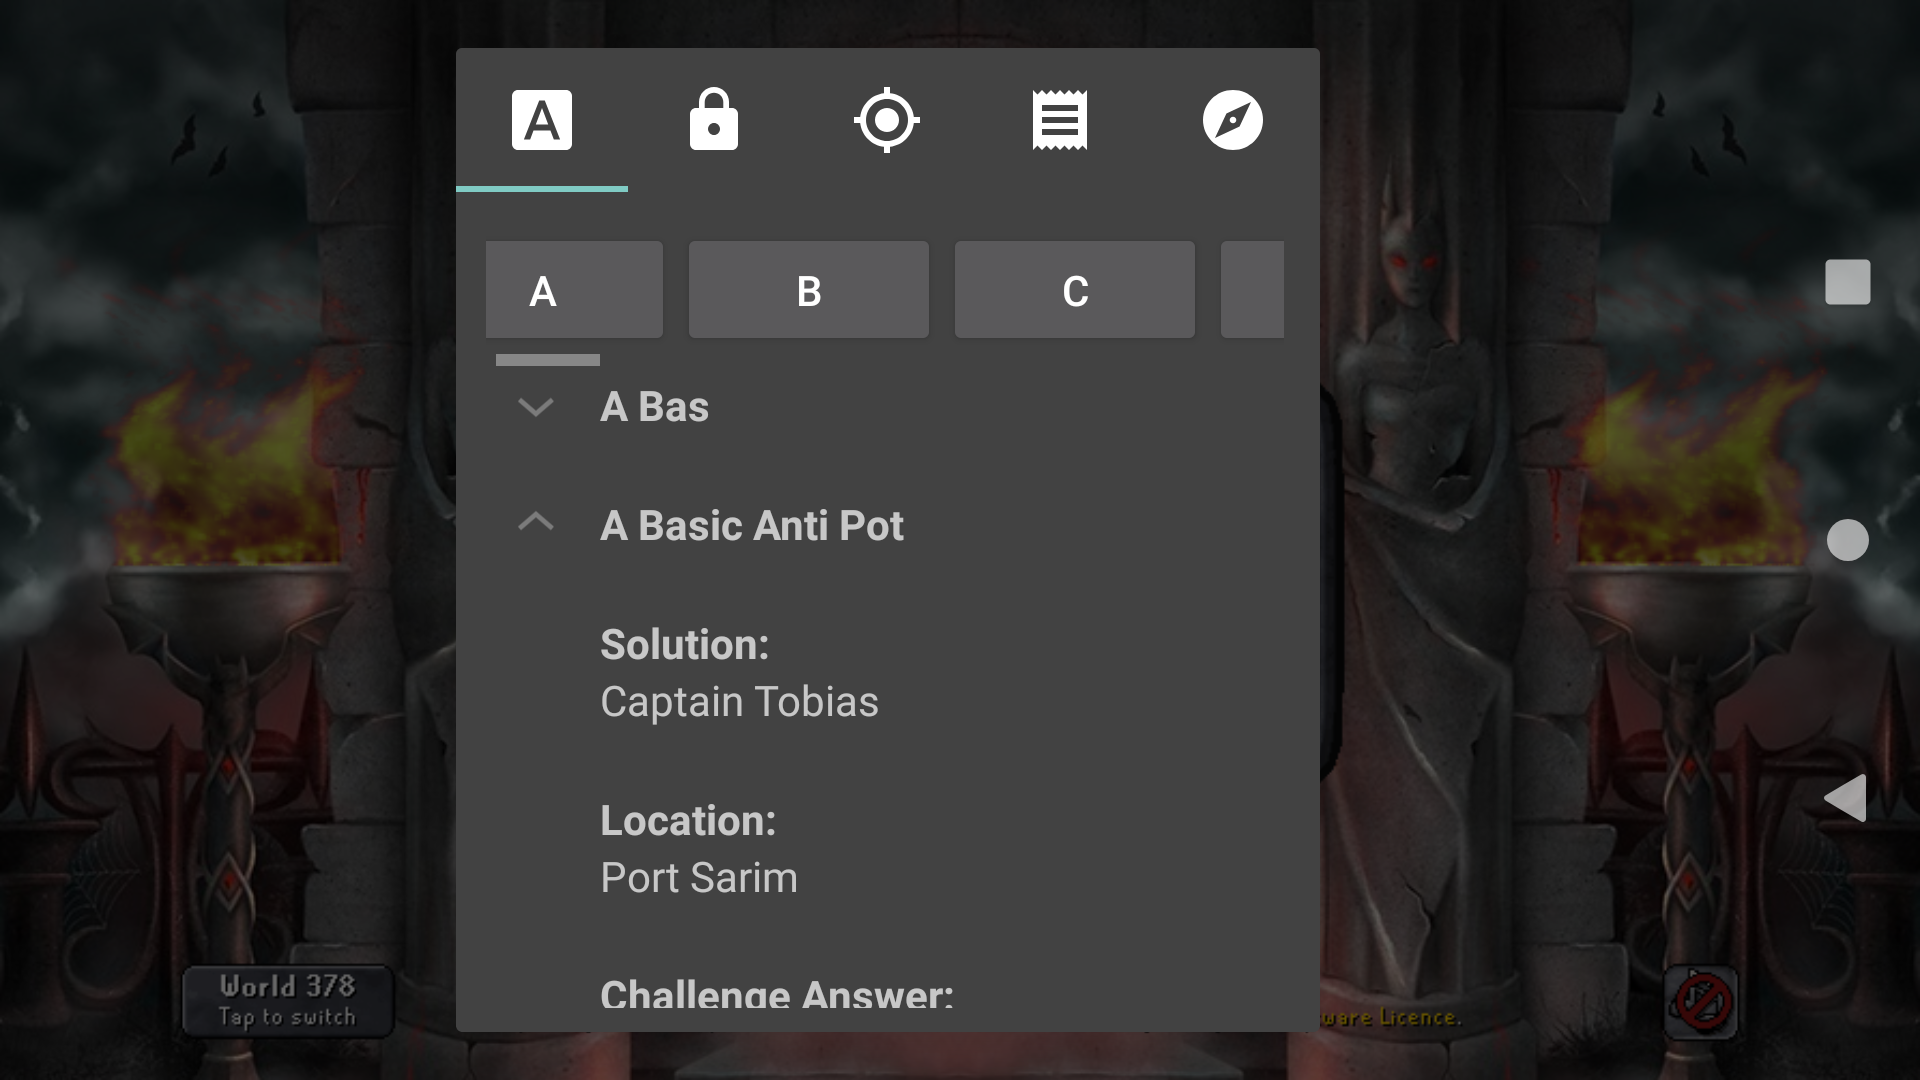 A
A
B
C
A Bas
A Basic Anti Pot
Solution:
Captain Tobias
Location:
Port Sarim
Challenge Answer:
World 378
Tap to switch
ware Licence.